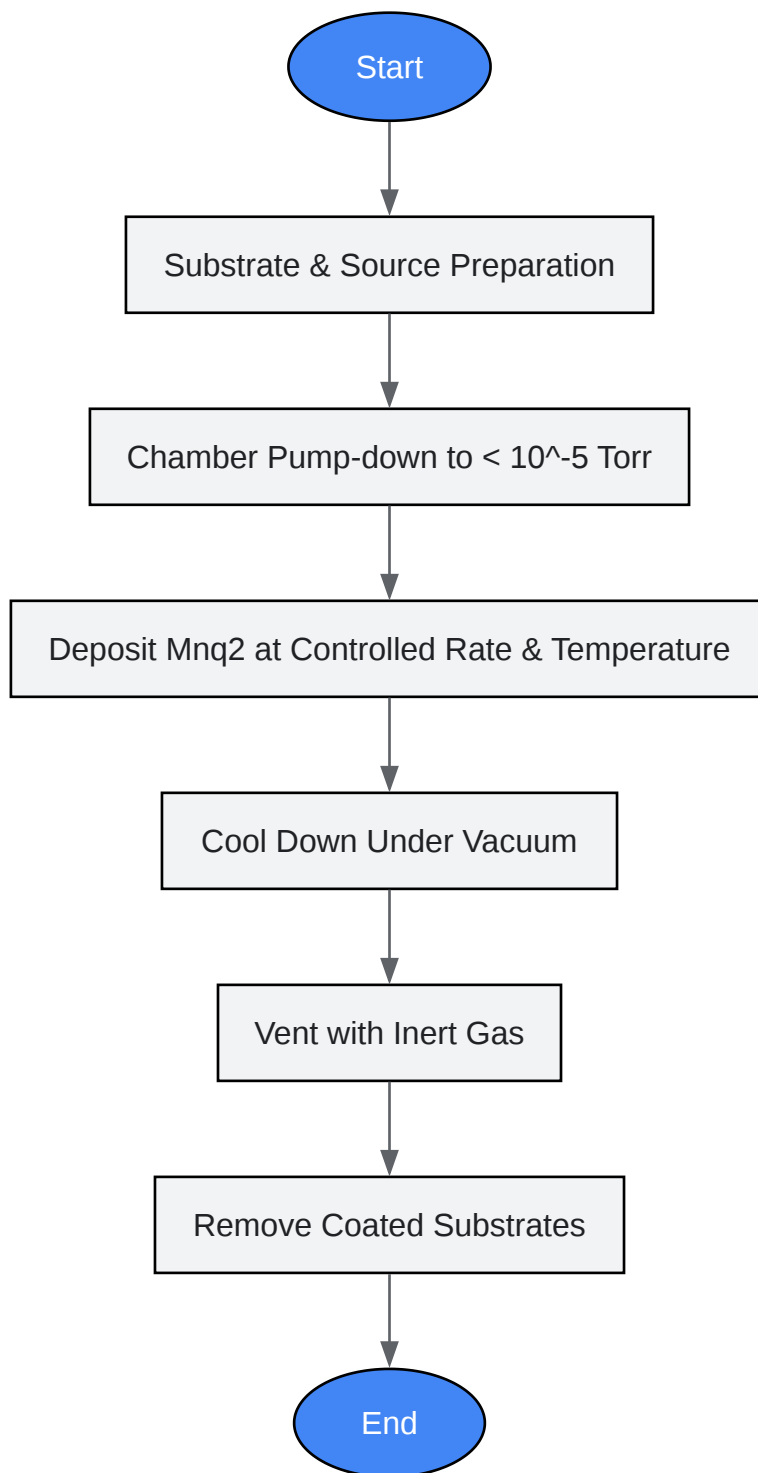 Start
Substrate & Source Preparation
Chamber Pump-down to < 10^-5 Torr
Deposit Mnq2 at Controlled Rate & Temperature
Cool Down Under Vacuum
Vent with Inert Gas
Remove Coated Substrates
End